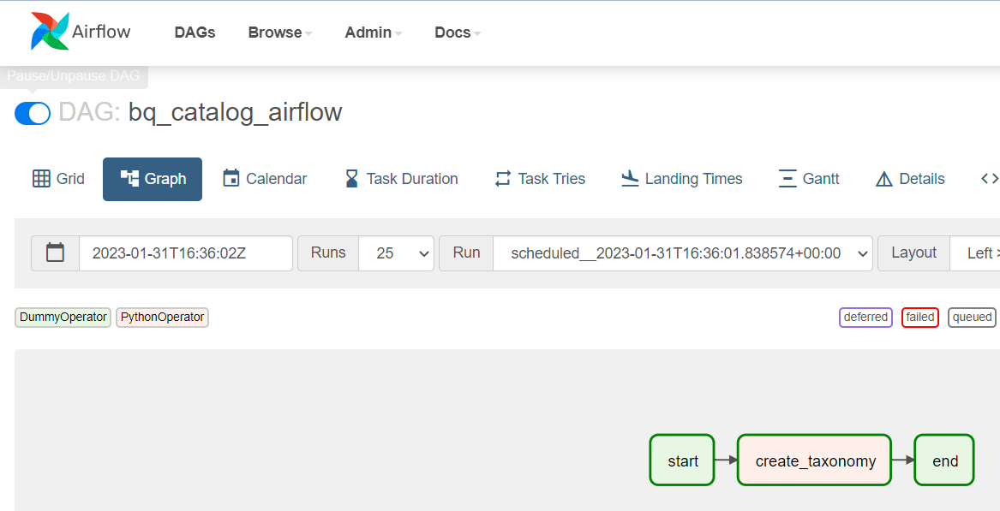 Airflow DAGs Browse Admin Docs
Pause/Unpause DAG
DAG: bq_catalog_airflow
Grid Graph Calendar Task Duration Task Tries Landing Times Gantt Details <>
2023-01-31T16:36:02Z Runs 25 Run scheduled__2023-01-31T16:36:01.838574+00:00 Layout Left >
DummyOperator PythonOperator deferred failed queued
start create_taxonomy end